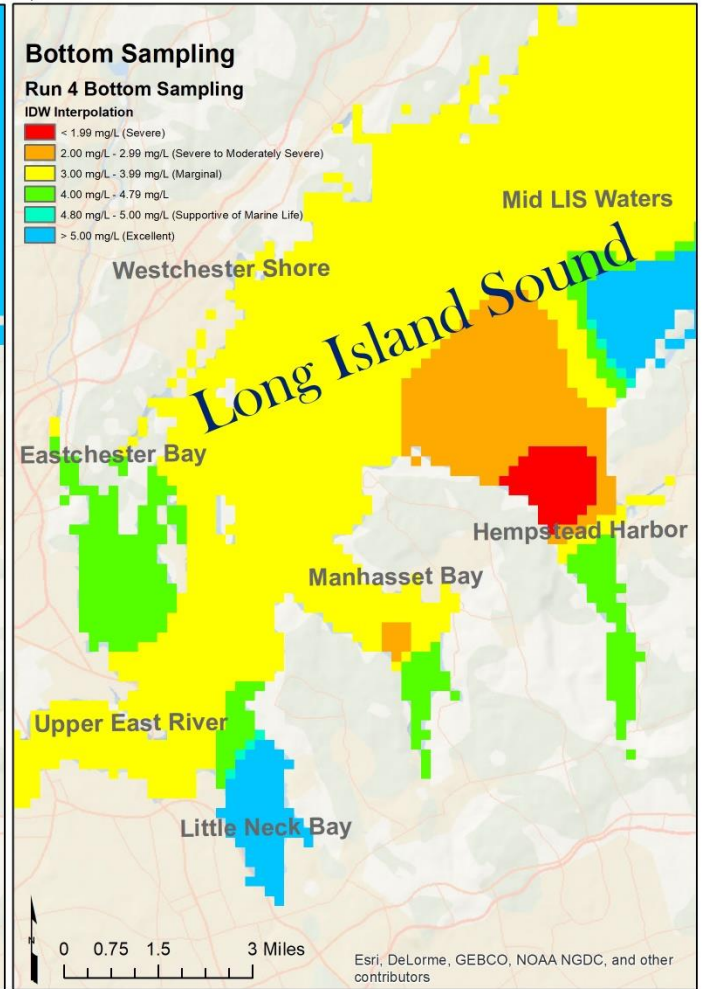 Bottom Sampling
Run 4 Bottom Sampling
IDW Interpolation
< 1.99 mg/L (Severe)
2.00 mg/L - 2.99 mg/L (Severe to Moderately Severe)
3.00 mg/L - 3.99 mg/L (Marginal)
4.00 mg/L - 4.79 mg/L
4.80 mg/L - 5.00 mg/L (Supportive of Marine Life)
> 5.00 mg/L (Excellent)
Mid LIS Waters
Westchester Shore
Long Island Sound
Eastchester Bay
Hempstead Harbor
Manhasset Bay
Upper East River
Little Neck Bay
N
0 0.75 1.5 3 Miles
Esri, DeLorme, GEBCO, NOAA NGDC, and other
contributors